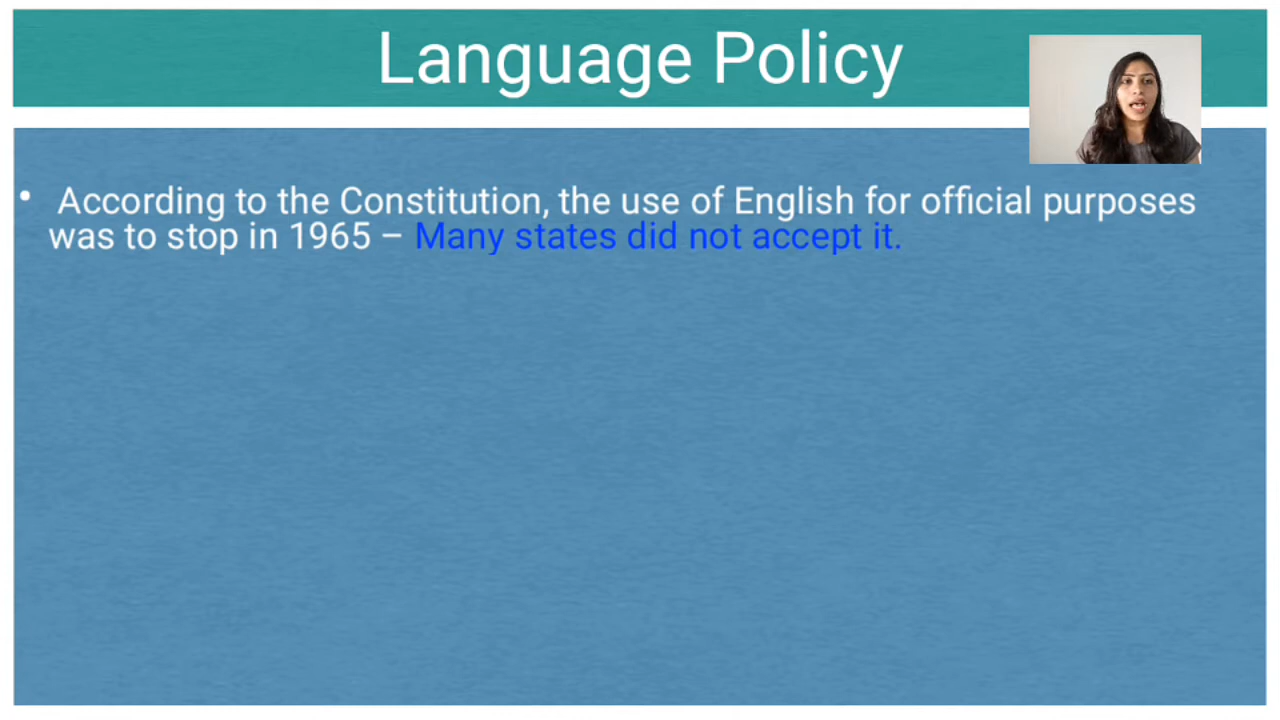 Language Policy
• According to the Constitution, the use of English for official purposes
was to stop in 1965 – Many states did not accept it.